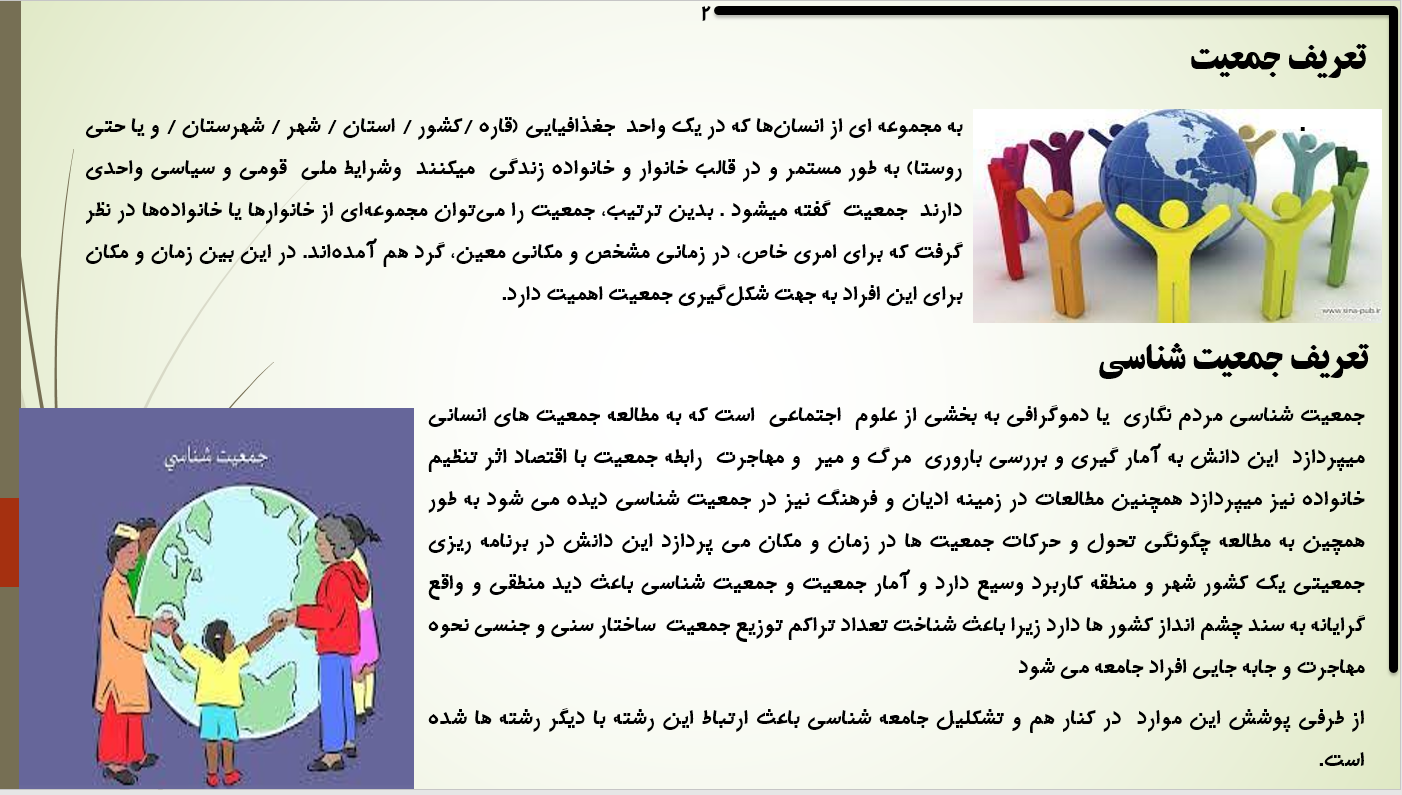 ۲
تعریف جمعیت
به مجموعه ای از انسان‌ها که در یک واحد جغذافیایی (قاره /کشور / استان / شهر / شهرستان / و یا حتی
روستا) به طور مستمر و در قالب خانوار و خانواده زندگی میکنند وشرایط ملی قومی و سیاسی واحدی
دارند جمعیت گفته میشود . بدین ترتیب، جمعیت را می‌توان مجموعه‌ای از خانوارها یا خانواده‌ها در نظر
گرفت که برای امری خاص، در زمانی مشخص و مکانی معین، گرد هم آمده‌اند. در این بین زمان و مکان
برای این افراد به جهت شکل‌گیری جمعیت اهمیت دارد.
www.sina-pub.ir
تعریف جمعیت شناسی
جمعیت شناسی مردم نگاری یا دموگرافی به بخشی از علوم اجتماعی است که به مطالعه جمعیت های انسانی
میپردازد این دانش به آمار گیری و بررسی باروری مرگ و میر و مهاجرت رابطه جمعیت با اقتصاد اثر تنظیم
خانواده نیز میپردازد همچنین مطالعات در زمینه ادیان و فرهنگ نیز در جمعیت شناسی دیده می شود به طور
همچین به مطالعه چگونگی تحول و حرکات جمعیت ها در زمان و مکان می پردازد این دانش در برنامه ریزی
جمعیتی یک کشور شهر و منطقه کاربرد وسیع دارد و آمار جمعیت و جمعیت شناسی باعث دید منطقی و واقع
گرایانه به سند چشم انداز کشور ها دارد زیرا باعث شناخت تعداد تراکم توزیع جمعیت ساختار سنی و جنسی نحوه
مهاجرت و جابه جایی افراد جامعه می شود
از طرفی پوشش این موارد در کنار هم و تشکلیل جامعه شناسی باعث ارتباط این رشته با دیگر رشته ها شده
است.
جمعیت شناسي